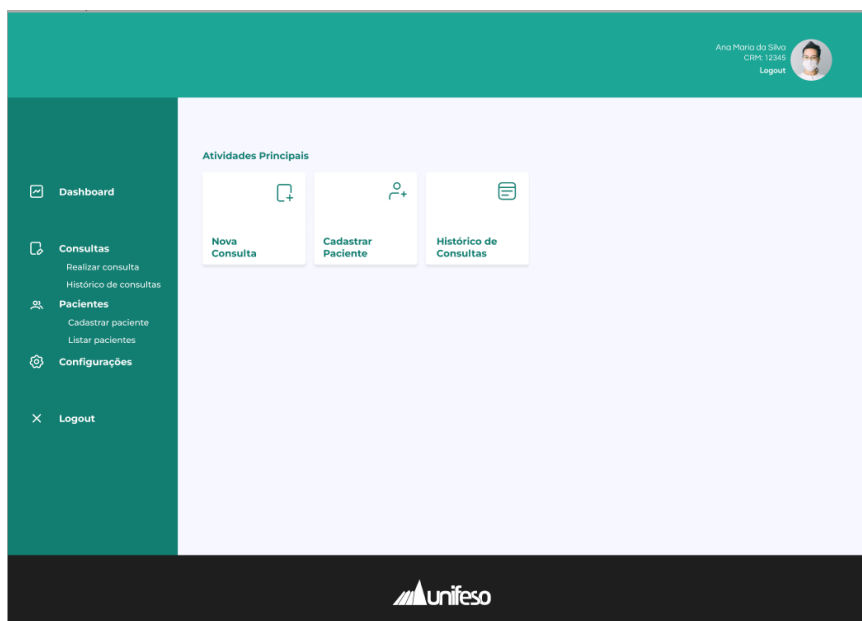 Ana Maria da Silva
CRM: 12345
Logout
Dashboard
Consultas
Realizar consulta
Histórico de consultas
Pacientes
Cadastrar paciente
Listar pacientes
Configurações
Logout
Atividades Principais
Nova
Consulta
Cadastrar
Paciente
Histórico de
Consultas
unifeso